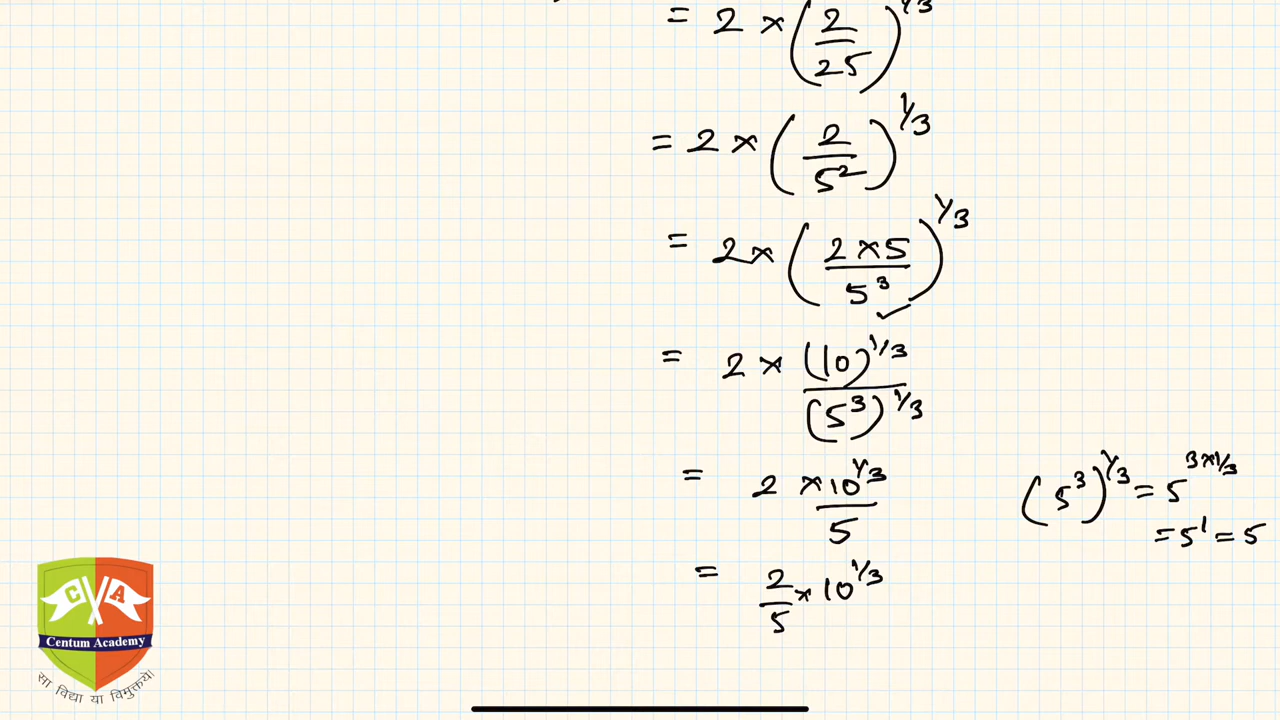 = 2 × (2/25)^1/3
= 2 × (2/5²)^1/3
= 2 × (2 × 5/5³)^1/3
= 2 × (10)^1/3/(5³)^1/3
= 2 × 10^1/3/5
(5³)^1/3 = 5^3×1/3
= 5¹ = 5
= 2/5 × 10^1/3
C A
Centum Academy
सा विद्या या विमुक्तये।